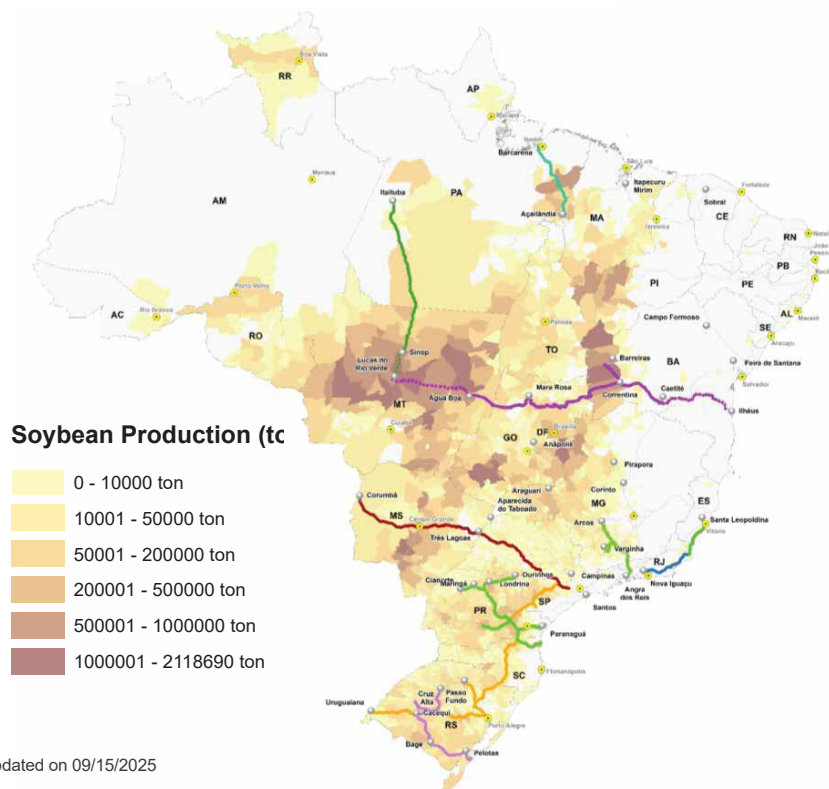 Boa Vista
RR
AP
Macapá
Belém
Barcarena
São Luís
Itapecuru
Mirim
Fortaleza
Sobral
Manaus
Itaituba
PA
AM
Açailândia
MA
Teresina
CE
RN
Natal
João
PB
PI
PE
Porto Velho
AC
Rio Branco
AL
Maceió
Campo Formoso
SE
Aracaju
RO
Palmas
TO
Sinop
Lucas do
Rio Verde
Barreiras
BA
Feira de Santana
Salvador
Mara Rosa
Água Boa
Correntina
Caetité
Ilhéus
MT
Cuiabá
GO
DF
Brasília
Anápolis
Soybean Production (to
0 - 10000 ton
10001 - 50000 ton
50001 - 200000 ton
200001 - 500000 ton
500001 - 1000000 ton
1000001 - 2118690 ton
Pirapora
Araguari
Corinto
MG
Corumbá
Aparecida
do Taboado
MS
Campo Grande
Arcos
ES
Santa Leopoldina
Vitória
Três Lagoas
Varginha
RJ
Nova Iguaçu
Campinas
Ourinhos
Cianorte
Maringá
Londrina
Angra
dos Reis
SP
Santos
PR
Paranaguá
SC
Florianópolis
Uruguaiana
Cruz
Alta
Passo
Fundo
Cacequi
RS
Porto Alegre
Bagé
Pelotas
dated on 09/15/2025